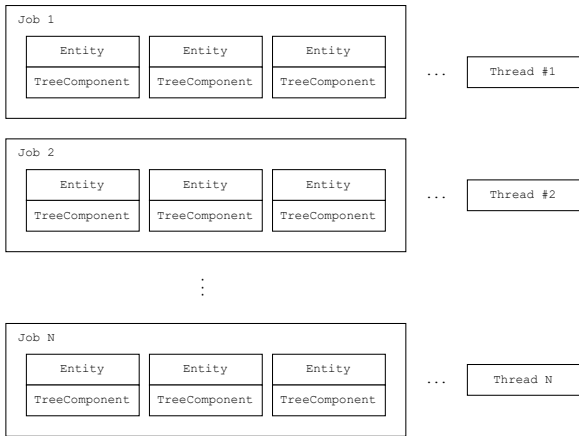 Job 1
Entity Entity Entity
TreeComponent TreeComponent TreeComponent
... Thread #1
Job 2
Entity Entity Entity
TreeComponent TreeComponent TreeComponent
... Thread #2
⋮
Job N
Entity Entity Entity
TreeComponent TreeComponent TreeComponent
... Thread N